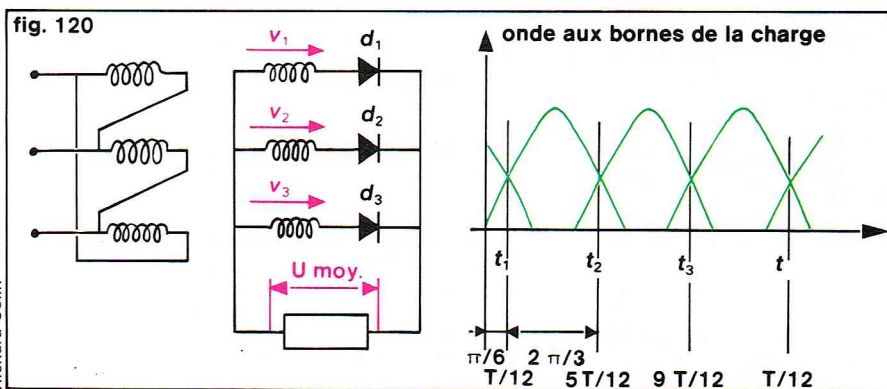 fig. 120
v₁
d₁
v₂
d₂
v₃
d₃
U moy.
onde aux bornes de la charge
t₁
t₂
t₃
t
π/6
2 π/3
T/12
5 T/12
9 T/12
T/12